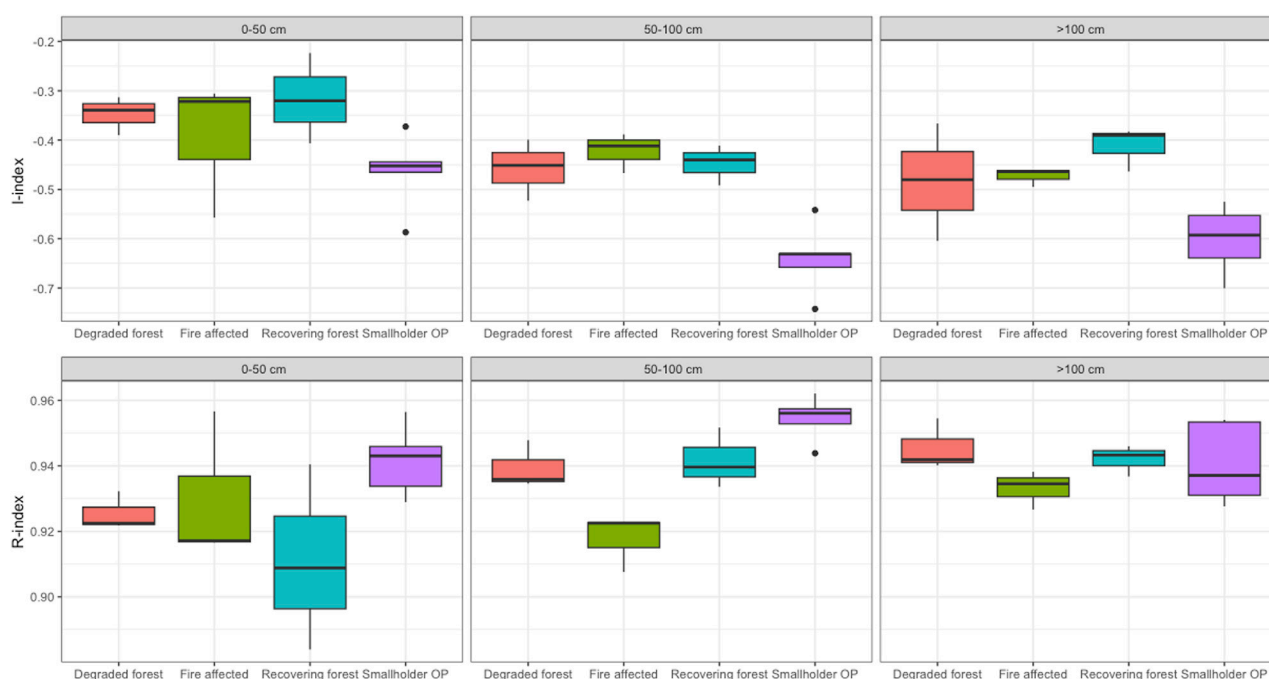 0-50 cm 50-100 cm >100 cm
I-index
-0.2
-0.3
-0.4
-0.5
-0.6
-0.7
Degraded forest Fire affected Recovering forest Smallholder OP Degraded forest Fire affected Recovering forest Smallholder OP Degraded forest Fire affected Recovering forest Smallholder OP
0-50 cm 50-100 cm >100 cm
R-index
0.96
0.94
0.92
0.90
Degraded forest Fire affected Recovering forest Smallholder OP Degraded forest Fire affected Recovering forest Smallholder OP Degraded forest Fire affected Recovering forest Smallholder OP